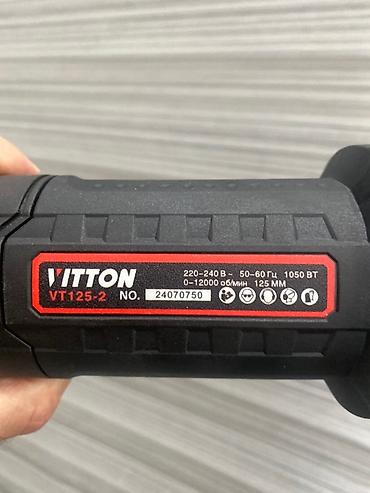 VITTON
VT125-2 NO. 24070750
220-240 В ~ 50-60 Гц 1050 ВТ
0-12000 об/мин 125 ММ